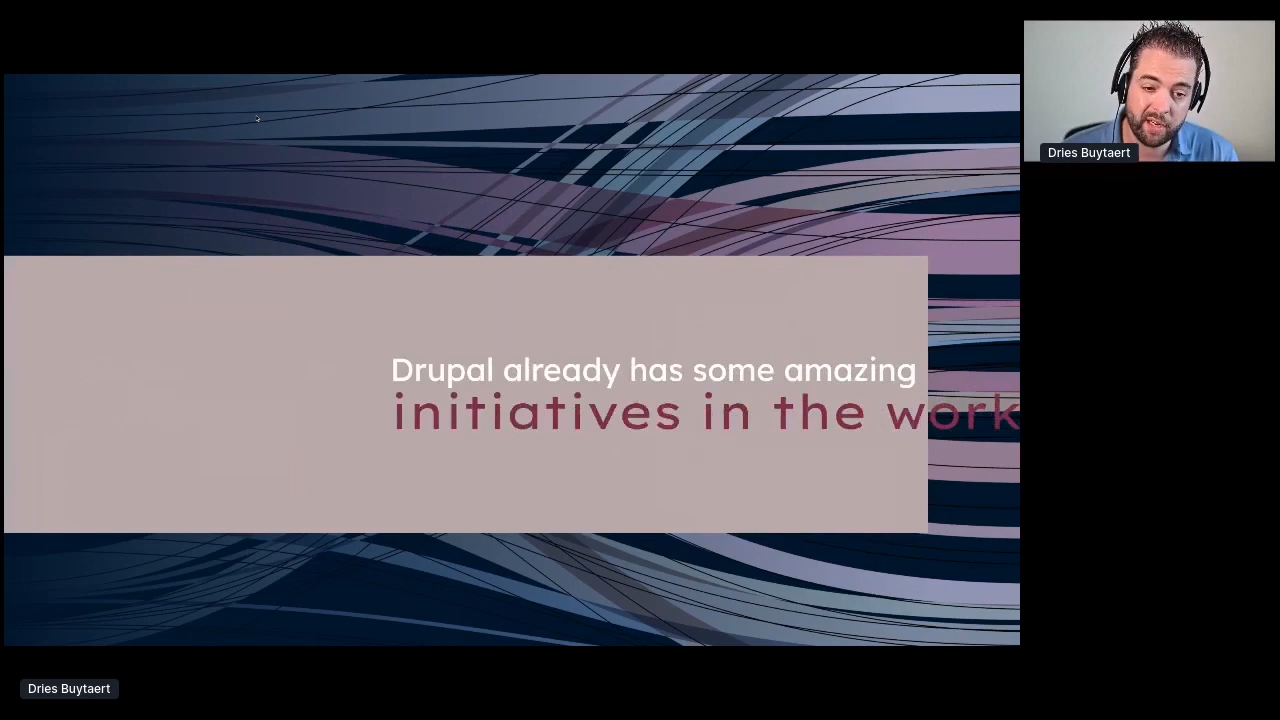 Drupal already has some amazing
initiatives in the work
Dries Buytaert
Dries Buytaert